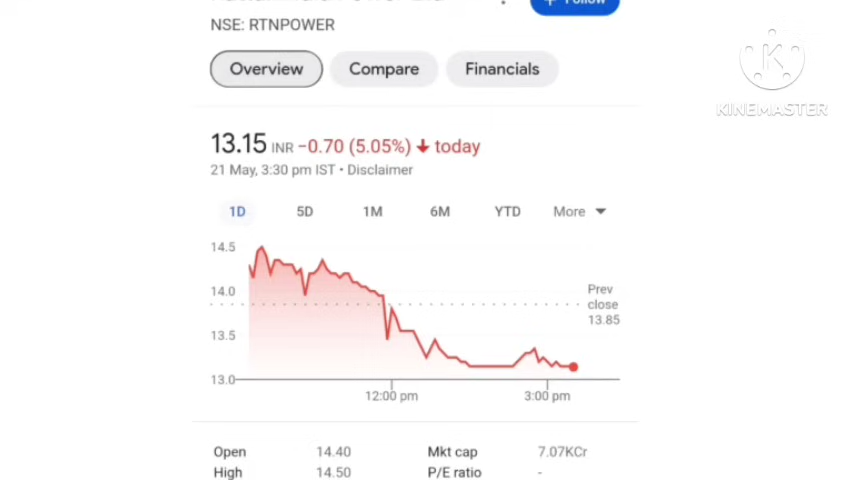 NSE: RTNPOWER
Follow
Overview Compare Financials
K
KINEMASTER
13.15 INR −0.70 (5.05%) today
21 May, 3:30 pm IST • Disclaimer
1D 5D 1M 6M YTD More
14.5
14.0
13.5
13.0
Prev
close
13.85
12:00 pm 3:00 pm
Open 14.40 Mkt cap 7.07KCr
High 14.50 P/E ratio -